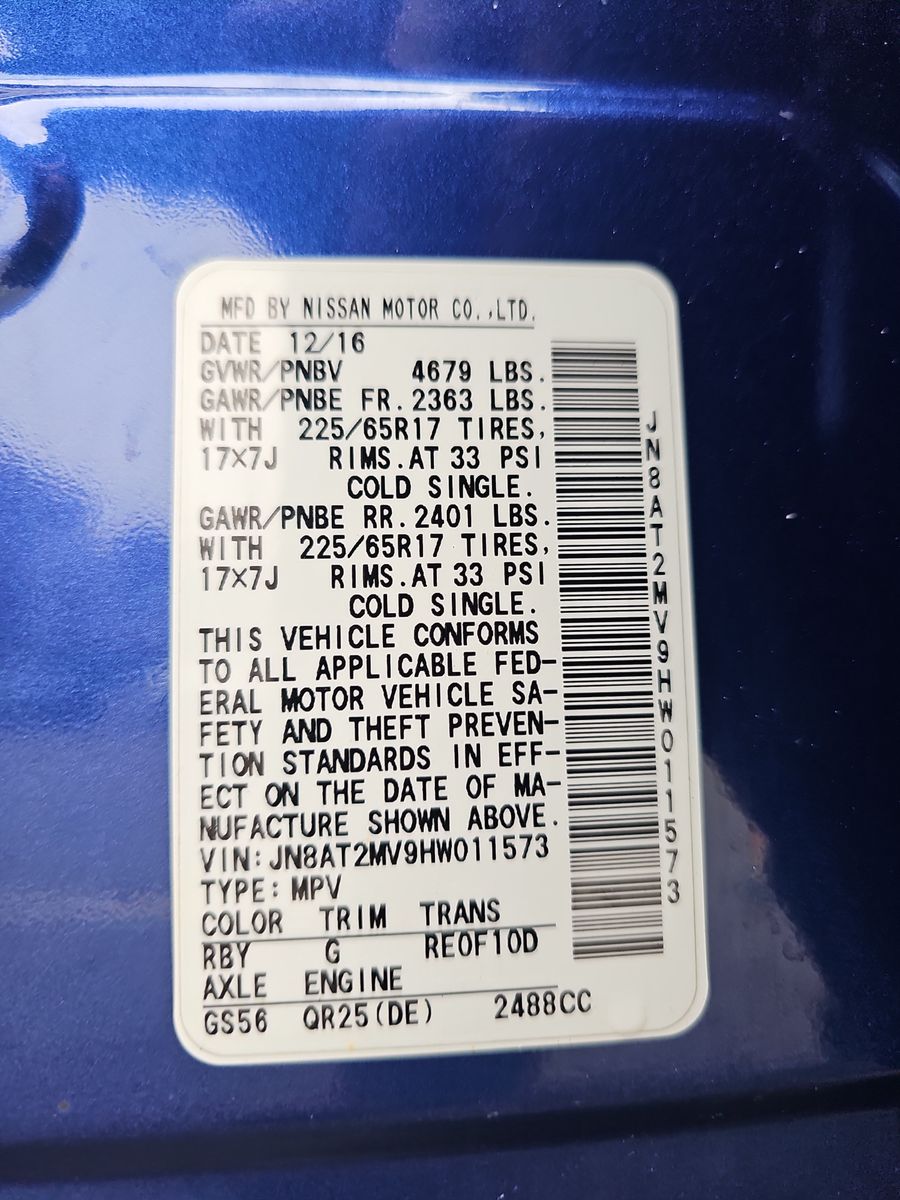 MFD BY NISSAN MOTOR CO.,LTD.
DATE 12/16
GVWR/PNBV 4679 LBS.
GAWR/PNBE FR. 2363 LBS.
WITH 225/65R17 TIRES,
17×7J RIMS. AT 33 PSI
COLD SINGLE.
GAWR/PNBE RR. 2401 LBS.
WITH 225/65R17 TIRES,
17×7J RIMS. AT 33 PSI
COLD SINGLE.
THIS VEHICLE CONFORMS
TO ALL APPLICABLE FED-
ERAL MOTOR VEHICLE SA-
FETY AND THEFT PREVEN-
TION STANDARDS IN EFF-
ECT ON THE DATE OF MA-
NUFACTURE SHOWN ABOVE.
VIN: JN8AT2MV9HW011573
TYPE: MPV
COLOR TRIM TRANS
RBY G RE0F10D
AXLE ENGINE
GS56 QR25(DE) 2488CC
JN8AT2MV9HW011573